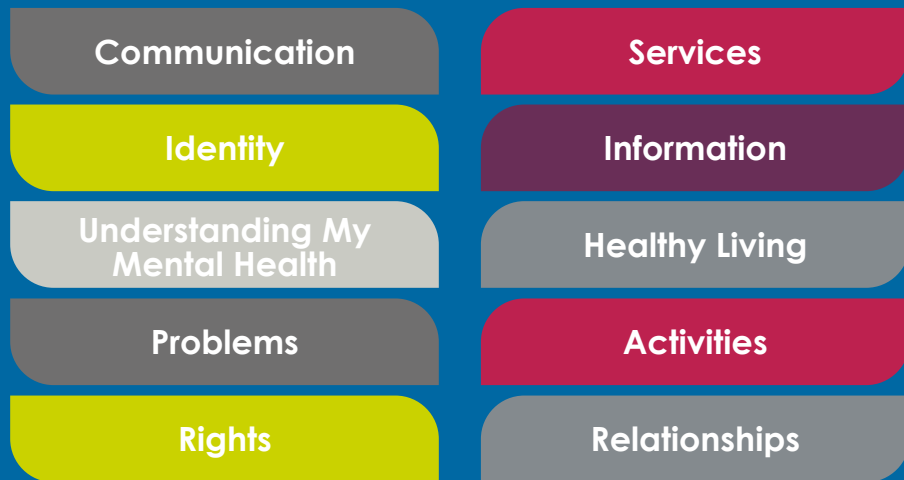 Communication
Services
Identity
Information
Understanding My
Mental Health
Healthy Living
Problems
Activities
Rights
Relationships